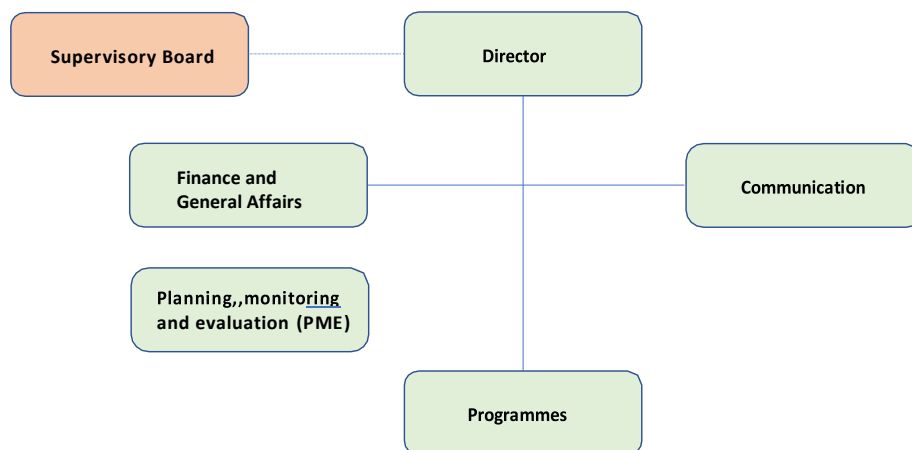 Supervisory Board
Director
Finance and
General Affairs
Communication
Planning,,monitoring
and evaluation (PME)
Programmes